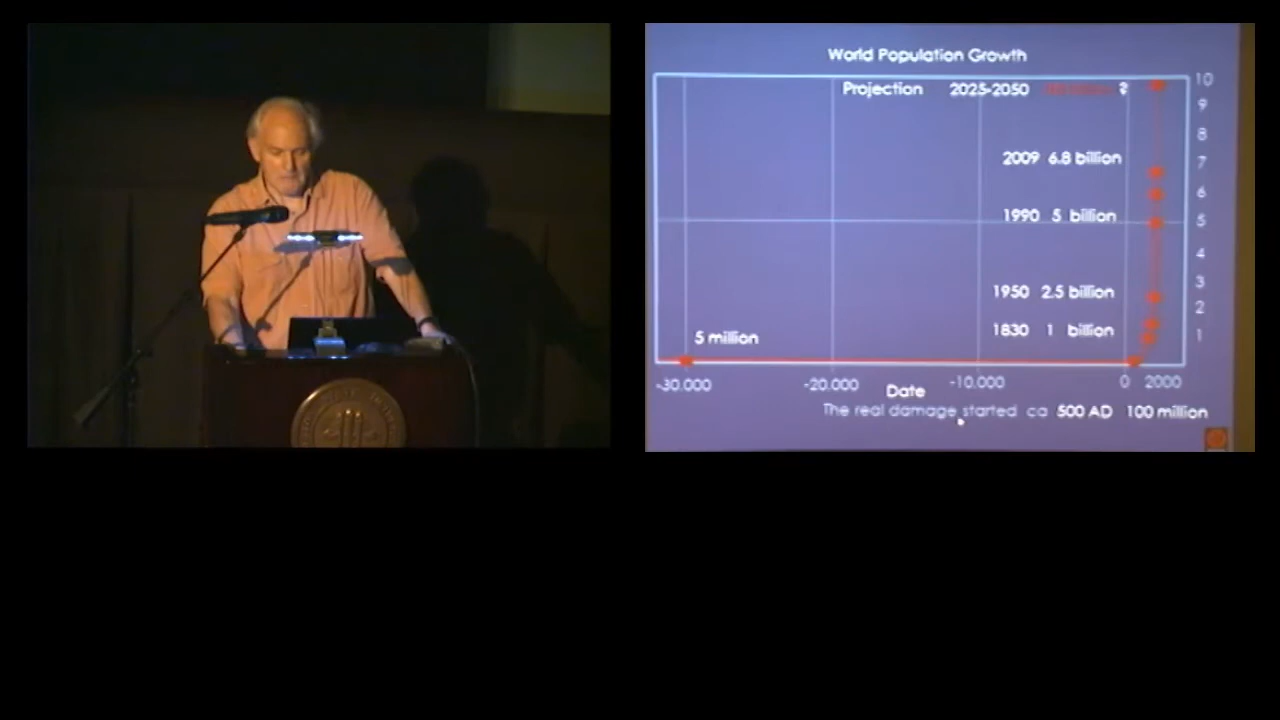 World Population Growth
Projection 2025-2050 ?
10
9
8
2009 6.8 billion
7
6
1990 5 billion
5
4
3
1950 2.5 billion
2
1830 1 billion
1
5 million
-30.000 -20.000 -10.000 0 2000
Date
The real damage started ca 500 AD 100 million